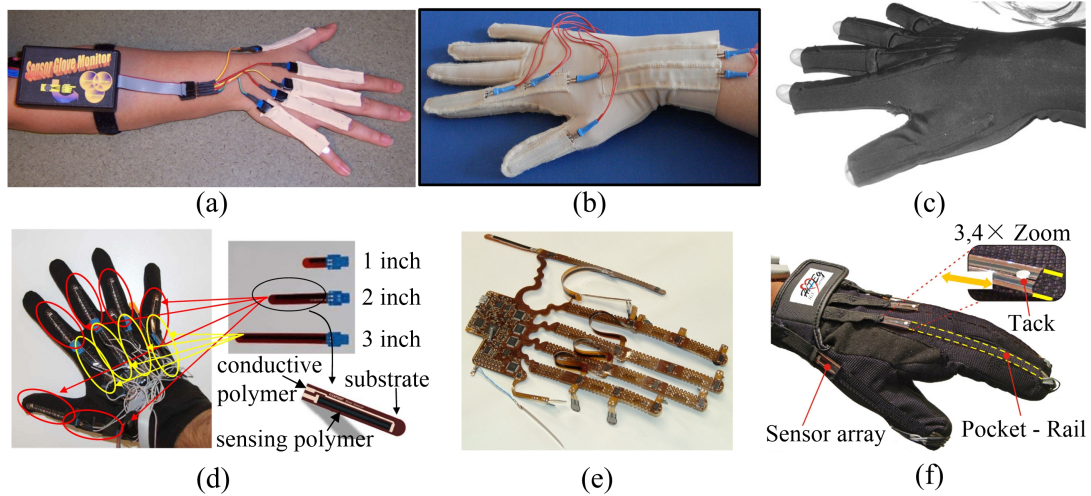 Sensor Glove Monitor
(a)
(b)
(c)
1 inch
2 inch
3 inch
conductive
polymer
substrate
sensing polymer
(d)
(e)
3,4× Zoom
Tack
Sensor array
Pocket - Rail
(f)